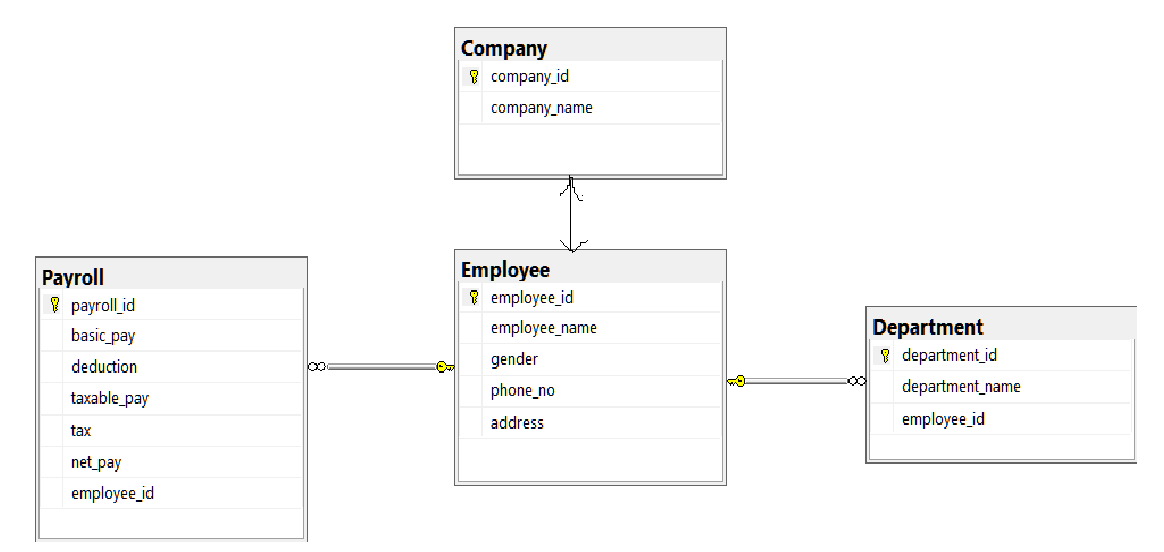 Company
company_id
company_name
Payroll
payroll_id
basic_pay
deduction
taxable_pay
tax
net_pay
employee_id
Employee
employee_id
employee_name
gender
phone_no
address
Department
department_id
department_name
employee_id